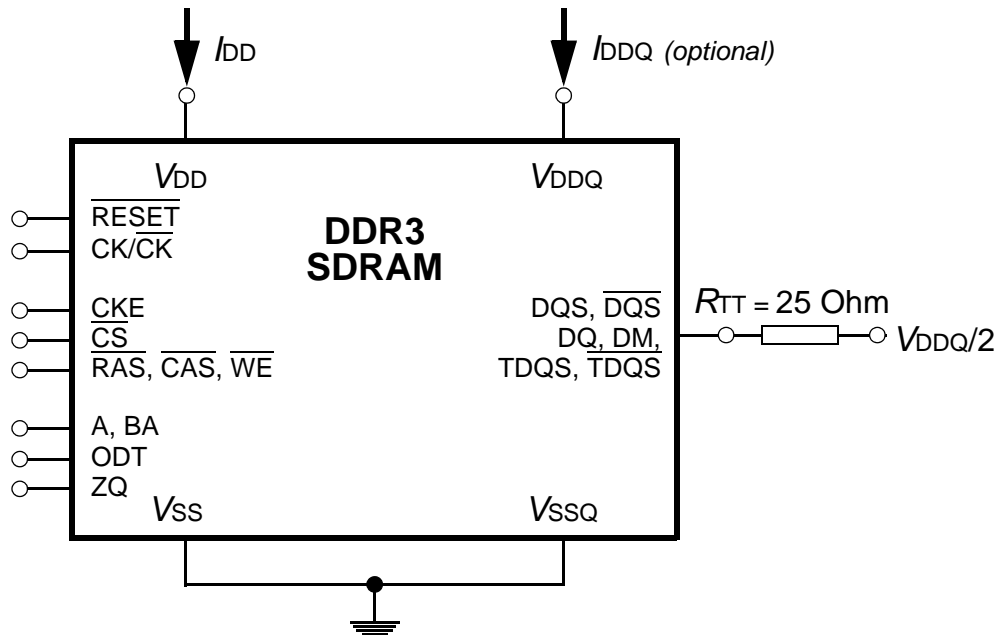 IDD
IDDQ (optional)
VDD
VDDQ
RESET
CK/CK
DDR3
SDRAM
CKE
CS
RAS, CAS, WE
DQS, DQS
DQ, DM,
TDQS, TDQS
RTT = 25 Ohm
VDDQ/2
A, BA
ODT
ZQ
VSS
VSSQ